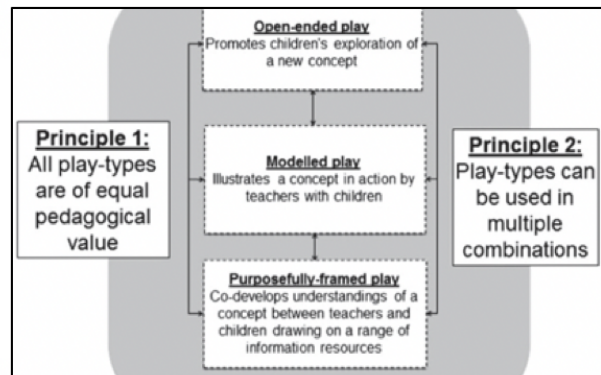 Open-ended play
Promotes children's exploration of
a new concept
Principle 1:
All play-types
are of equal
pedagogical
value
Modelled play
Illustrates a concept in action by
teachers with children
Principle 2:
Play-types can
be used in
multiple
combinations
Purposefully-framed play
Co-develops understandings of a
concept between teachers and
children drawing on a range of
information resources